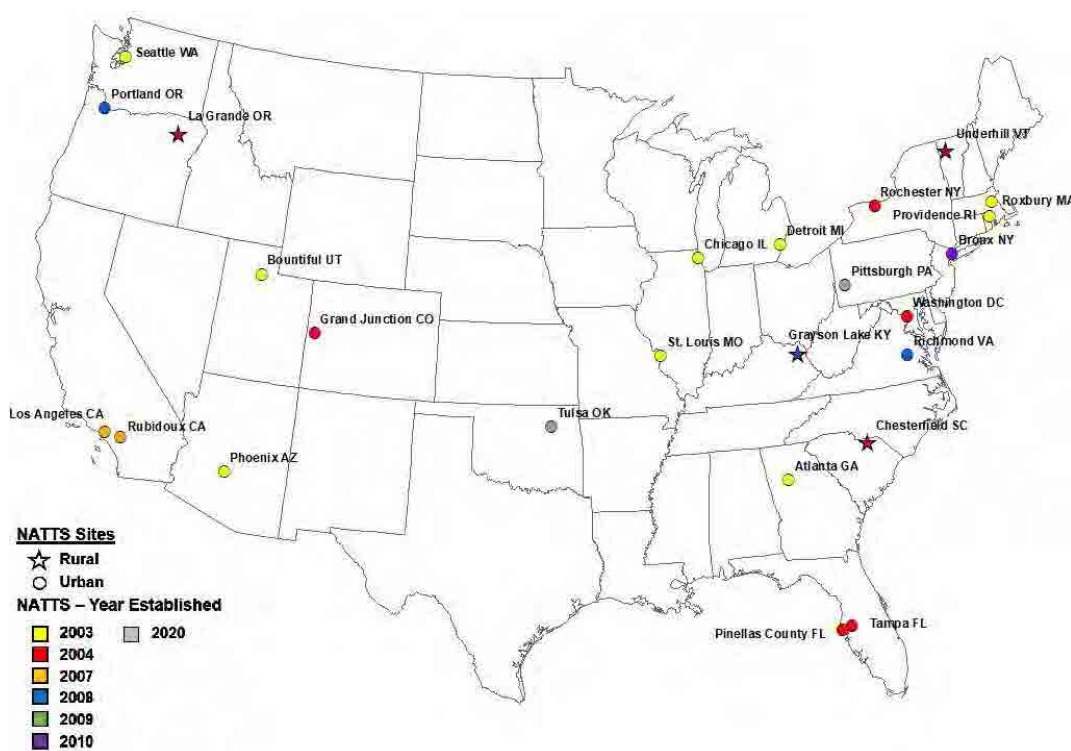 Seattle WA
Portland OR
La Grande OR
Underhill VT
Rochester NY
Roxbury MA
Providence RI
Detroit MI
Chicago IL
Bronx NY
Bountiful UT
Pittsburgh PA
Washington DC
Grand Junction CO
Grayson Lake KY
St. Louis MO
Richmond VA
Los Angeles CA
Rubidoux CA
Tulsa OK
Chesterfield SC
Phoenix AZ
Atlanta GA
Pinellas County FL
Tampa FL
NATTS Sites
Rural
Urban
NATTS – Year Established
2003 2020
2004
2007
2008
2009
2010